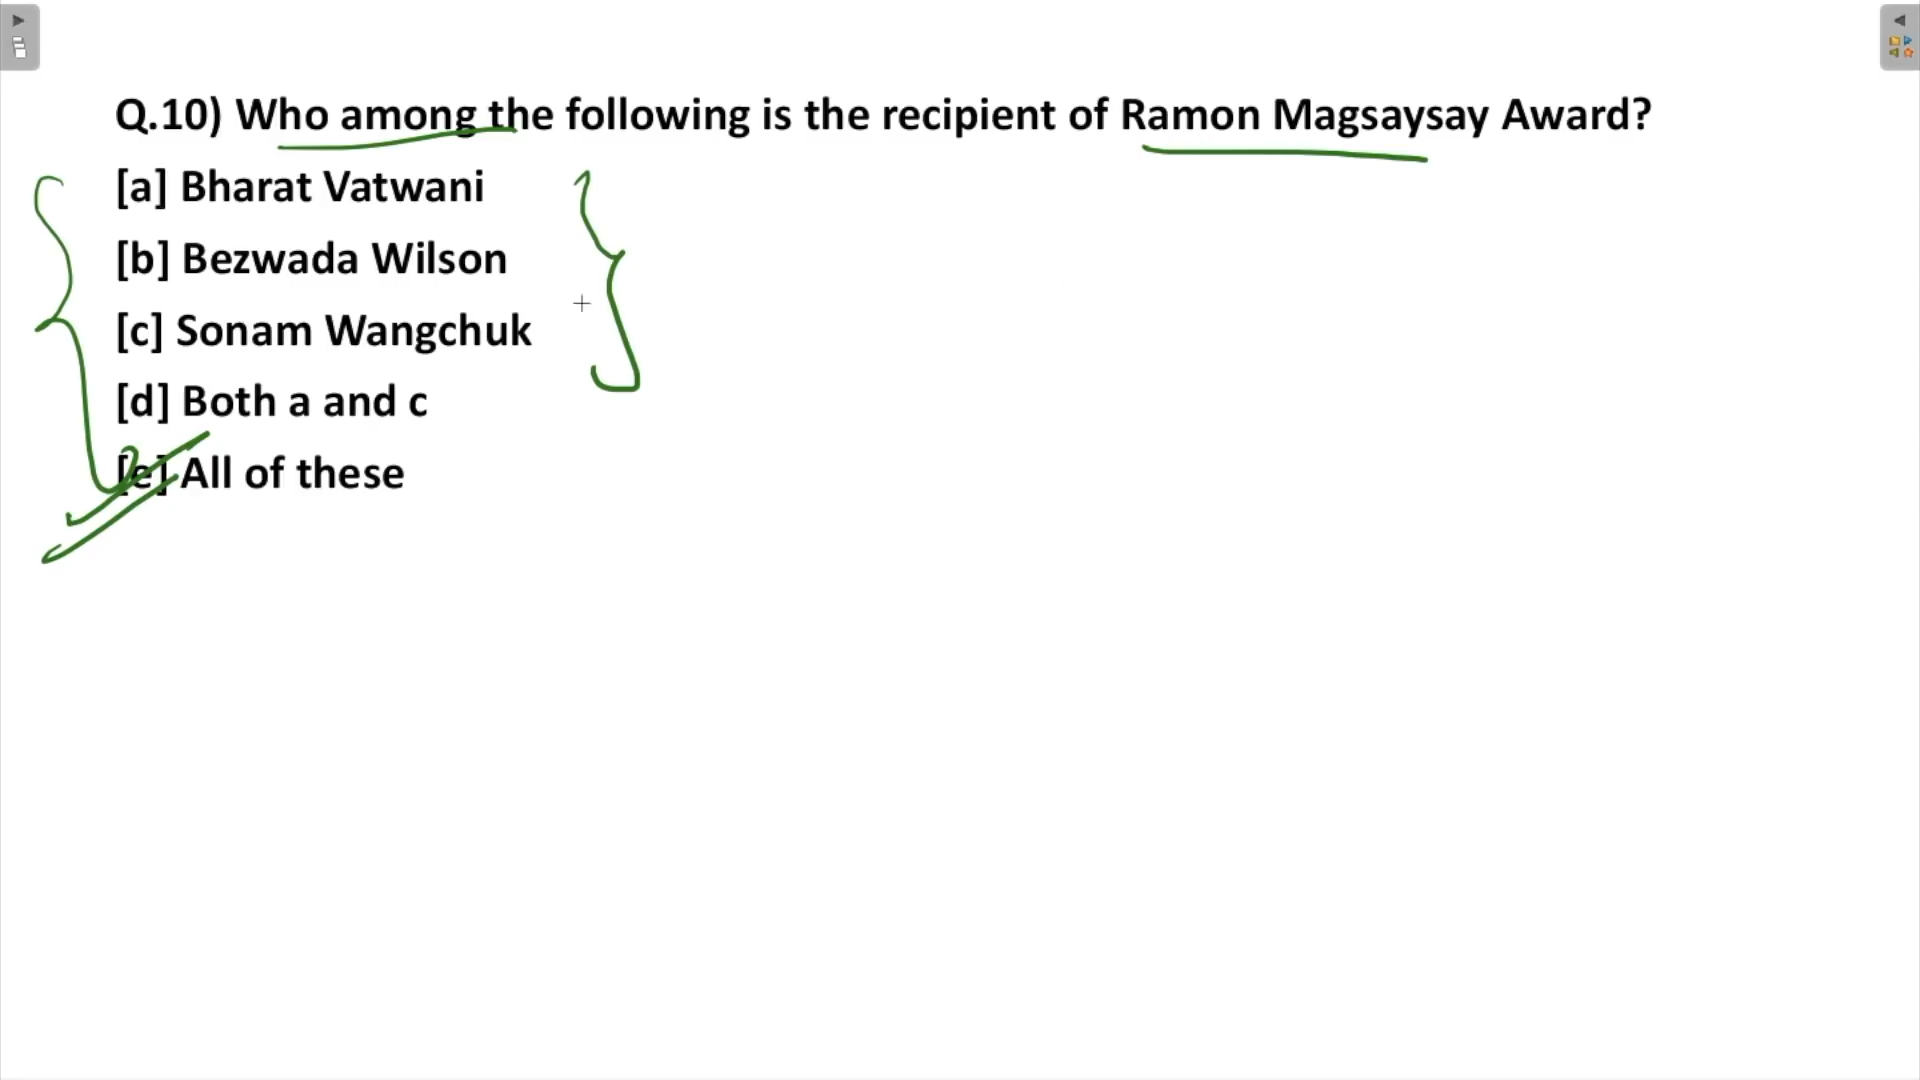 Q.10) Who among the following is the recipient of Ramon Magsaysay Award?
[a] Bharat Vatwani
[b] Bezwada Wilson
[c] Sonam Wangchuk
[d] Both a and c
[e] All of these